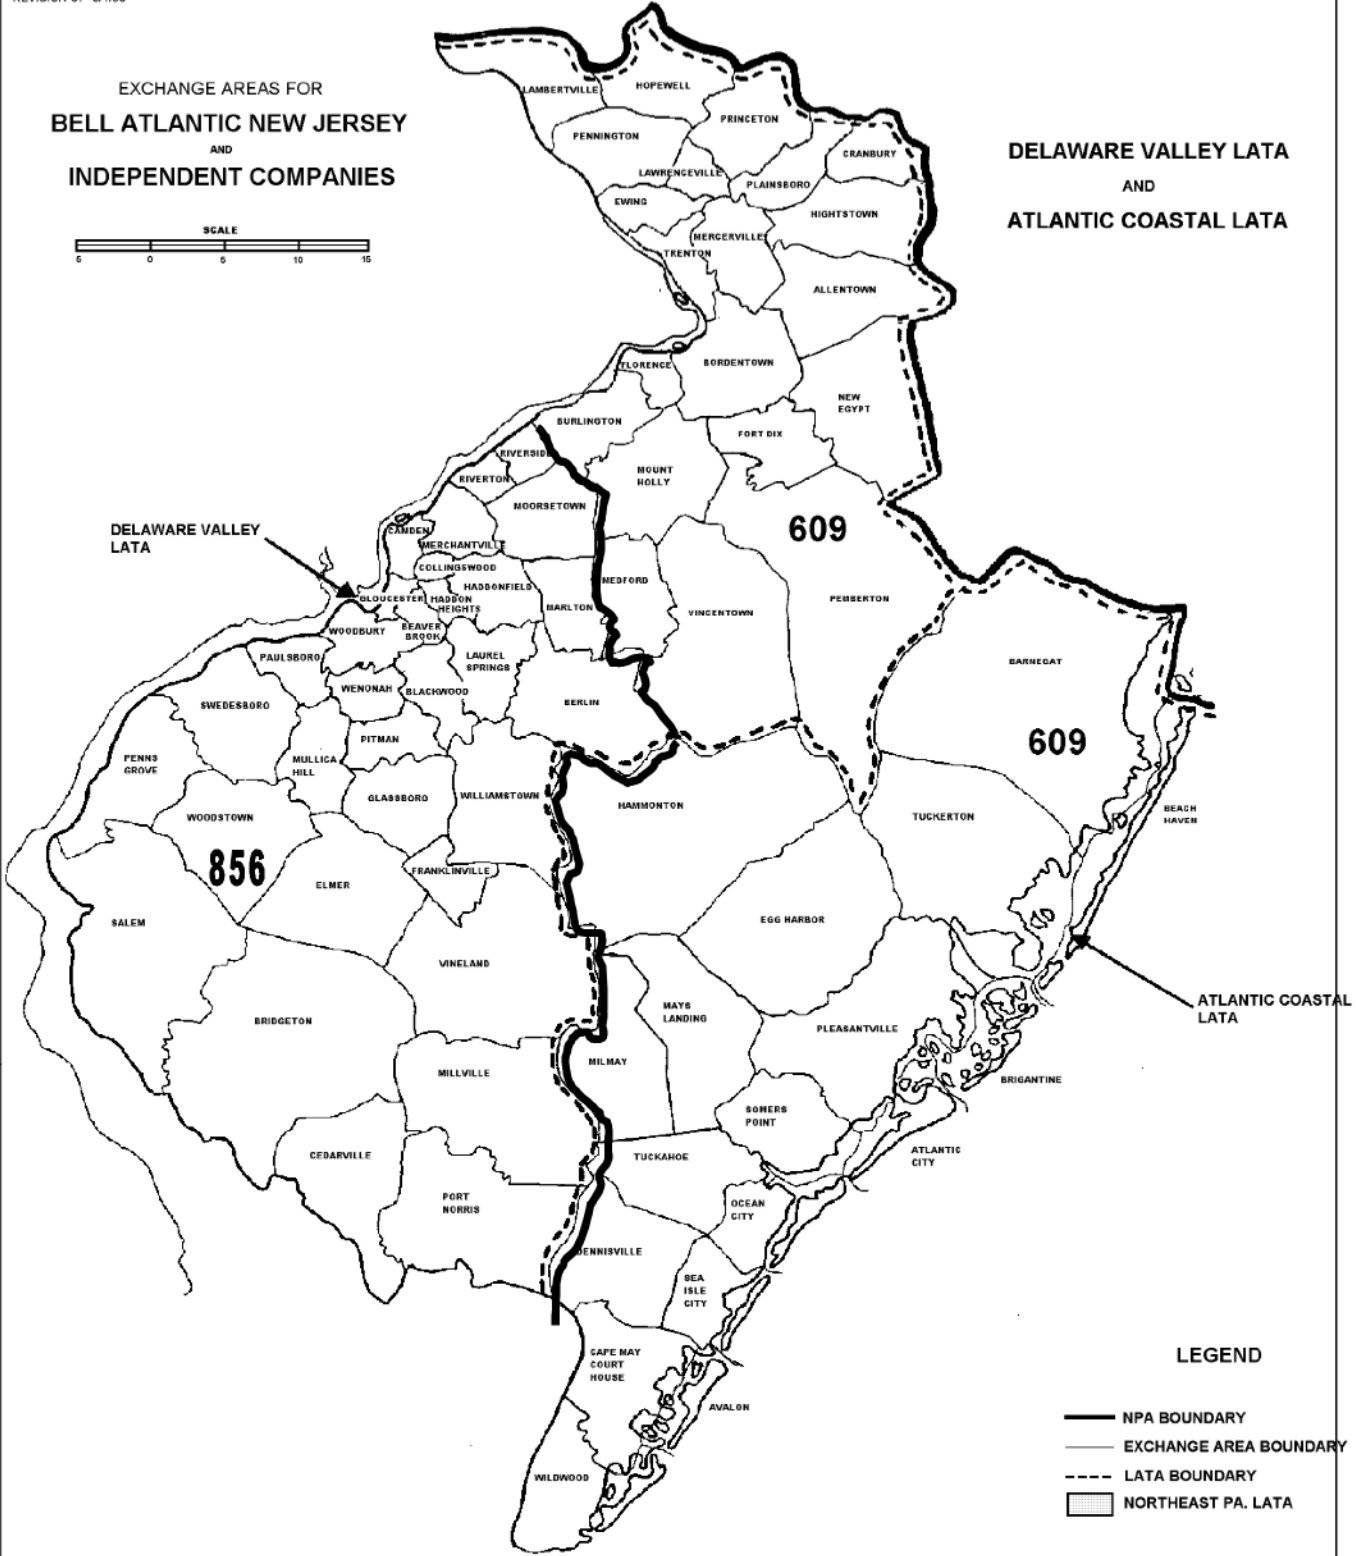 EXCHANGE AREAS FOR
BELL ATLANTIC NEW JERSEY
AND
INDEPENDENT COMPANIES
SCALE
5 0 5 10 15
DELAWARE VALLEY LATA
AND
ATLANTIC COASTAL LATA
LAMBERTVILLE
HOPEWELL
PRINCETON
PENNINGTON
CRANBURY
LAWRENCEVILLE
PLAINSBORO
EWING
HIGHTSTOWN
MERCERVILLE
TRENTON
ALLENTOWN
FLORENCE
BORDENTOWN
NEW
EGYPT
BURLINGTON
FORT DIX
RIVERSIDE
RIVERTON
MOUNT
HOLLY
MOORSETOWN
609
DELAWARE VALLEY
LATA
CAMDEN
MERCHANTVILLE
COLLINGSWOOD
HADDONFIELD
MEDFORD
GLOUCESTER
HADDON
HEIGHTS
MARLTON
VINCENTOWN
PEMBERTON
WOODBURY
BEAVER
BROOK
PAULSBORO
LAUREL
SPRINGS
BARNEGAT
WENONAH
BLACKWOOD
SWEDESBORO
BERLIN
609
PITMAN
PENNS
GROVE
MULLICA
HILL
GLASSBORO
WILLIAMSTOWN
HAMMONTON
BEACH
HAVEN
WOODSTOWN
TUCKERTON
856
FRANKLINVILLE
ELMER
SALEM
EGG HARBOR
VINELAND
ATLANTIC COASTAL
LATA
BRIDGETON
MAYS
LANDING
PLEASANTVILLE
MILMAY
MILLVILLE
BRIGANTINE
SOMERS
POINT
CEDARVILLE
TUCKAHOE
ATLANTIC
CITY
PORT
NORRIS
OCEAN
CITY
DENNISVILLE
SEA
ISLE
CITY
CAPE MAY
COURT
HOUSE
AVALON
WILDWOOD
LEGEND
NPA BOUNDARY
EXCHANGE AREA BOUNDARY
LATA BOUNDARY
NORTHEAST PA. LATA